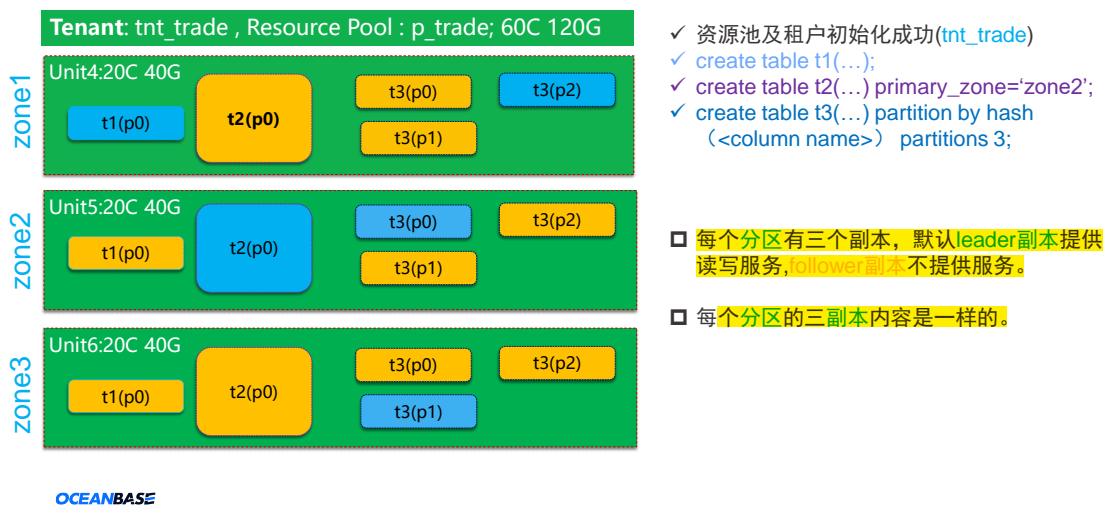 Tenant: tnt_trade , Resource Pool : p_trade; 60C 120G
zone1
Unit4:20C 40G
t1(p0)
t2(p0)
t3(p0)
t3(p1)
t3(p2)
zone2
Unit5:20C 40G
t1(p0)
t2(p0)
t3(p0)
t3(p1)
t3(p2)
zone3
Unit6:20C 40G
t1(p0)
t2(p0)
t3(p0)
t3(p1)
t3(p2)
✓ 资源池及租户初始化成功(tnt_trade)
✓ create table t1(…);
✓ create table t2(…) primary_zone=‘zone2’;
✓ create table t3(…) partition by hash
（<column name>） partitions 3;
每个分区有三个副本，默认leader副本提供
读写服务,follower副本不提供服务。
每个分区的三副本内容是一样的。
OCEANBASE